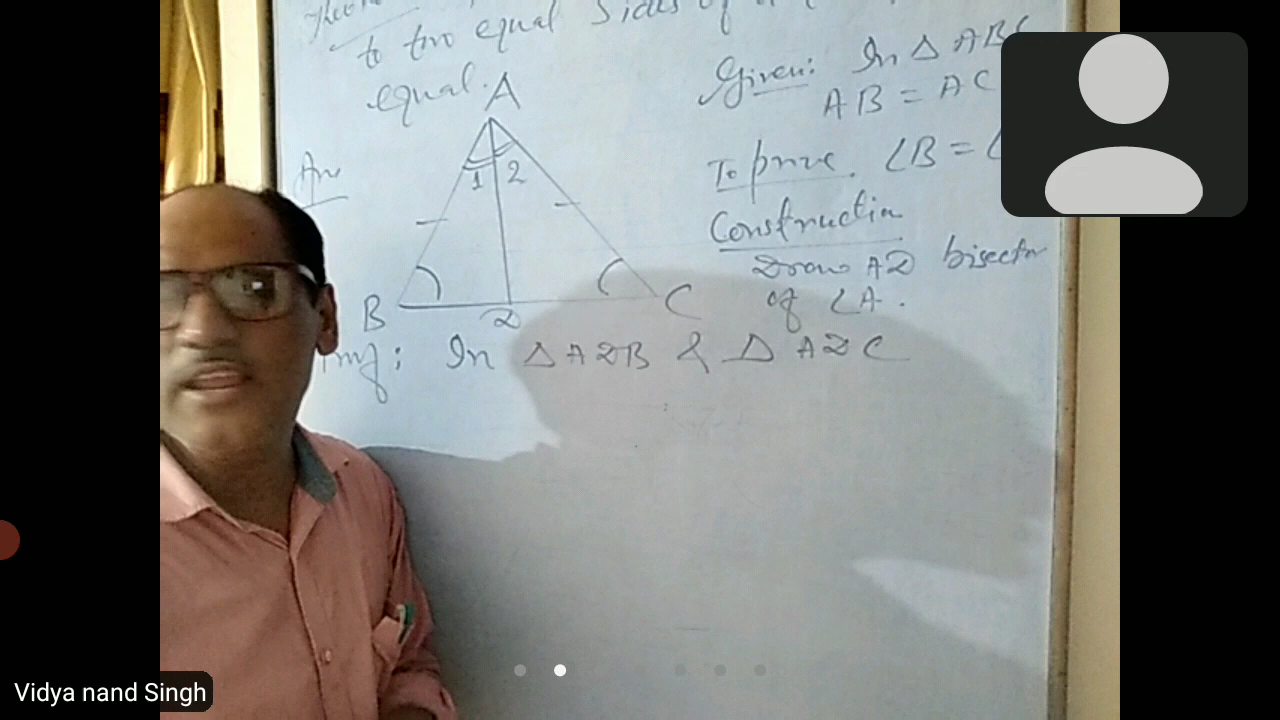 to two equal sides of
equal.
Given: In △ ABC
AB = AC
To prove. ∠B = ∠
Construction
Draw AD bisector
of ∠A.
Ans
A
1 2
B
D
C
In △ ADB & △ ADC
Vidya nand Singh